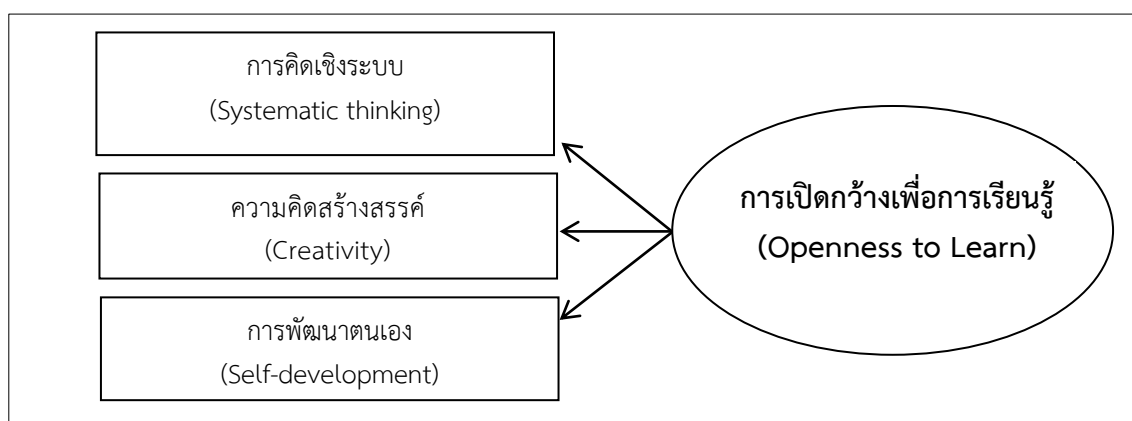 การคิดเชิงระบบ
(Systematic thinking)
ความคิดสร้างสรรค์
(Creativity)
การพัฒนาตนเอง
(Self-development)
การเปิดกว้างเพื่อการเรียนรู้
(Openness to Learn)